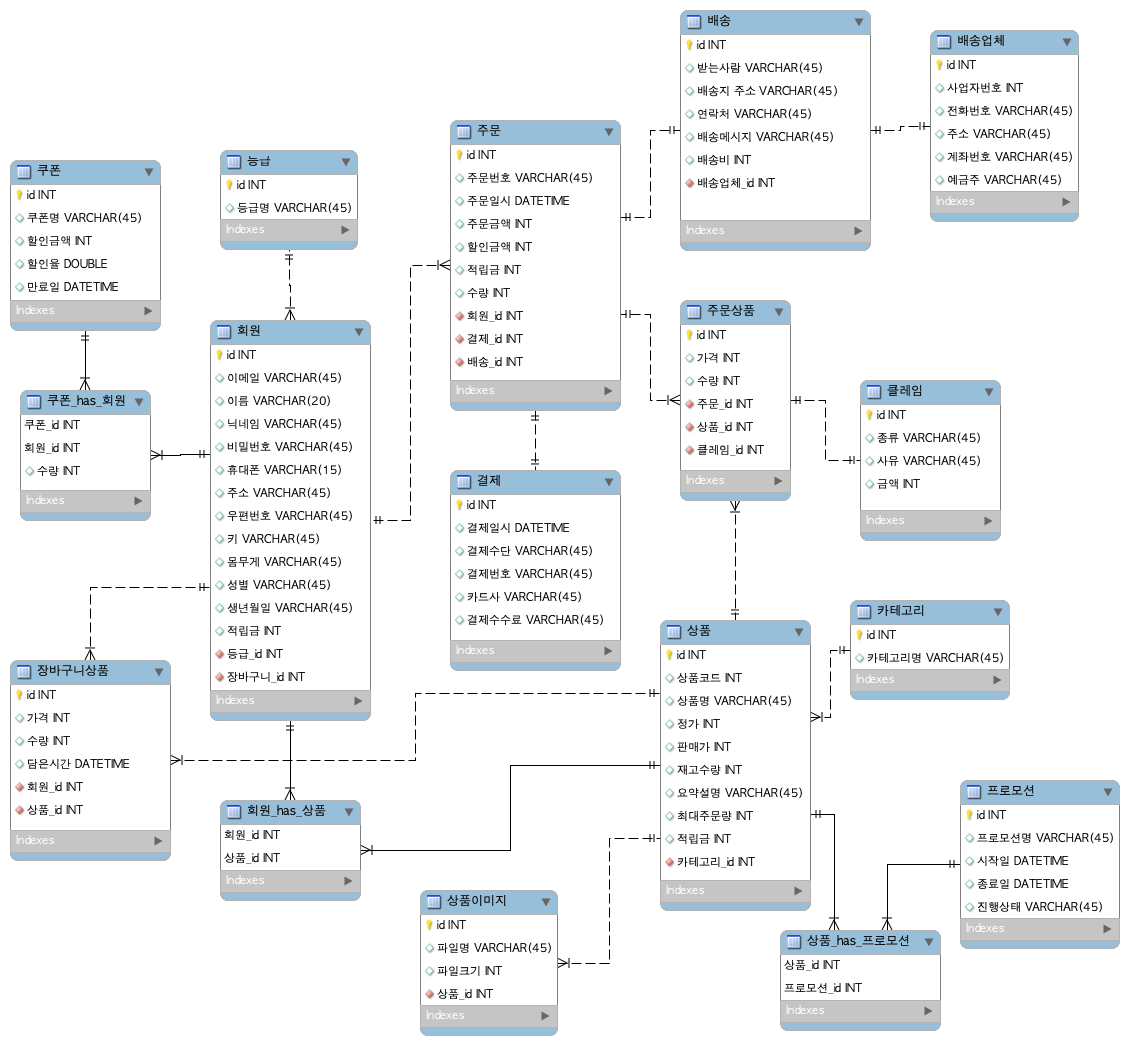 배송
id INT
받는사람 VARCHAR(45)
배송지 주소 VARCHAR(45)
연락처 VARCHAR(45)
배송메시지 VARCHAR(45)
배송비 INT
배송업체_id INT
Indexes
배송업체
id INT
사업자번호 INT
전화번호 VARCHAR(45)
주소 VARCHAR(45)
계좌번호 VARCHAR(45)
예금주 VARCHAR(45)
Indexes
주문
id INT
주문번호 VARCHAR(45)
주문일시 DATETIME
주문금액 INT
할인금액 INT
적립금 INT
수량 INT
회원_id INT
결제_id INT
배송_id INT
Indexes
쿠폰
id INT
쿠폰명 VARCHAR(45)
할인금액 INT
할인율 DOUBLE
만료일 DATETIME
Indexes
등급
id INT
등급명 VARCHAR(45)
Indexes
회원
id INT
이메일 VARCHAR(45)
이름 VARCHAR(20)
닉네임 VARCHAR(45)
비밀번호 VARCHAR(45)
휴대폰 VARCHAR(15)
주소 VARCHAR(45)
우편번호 VARCHAR(45)
키 VARCHAR(45)
몸무게 VARCHAR(45)
성별 VARCHAR(45)
생년월일 VARCHAR(45)
적립금 INT
등급_id INT
장바구니_id INT
Indexes
쿠폰_has_회원
쿠폰_id INT
회원_id INT
수량 INT
Indexes
주문상품
id INT
가격 INT
수량 INT
주문_id INT
상품_id INT
클레임_id INT
Indexes
클레임
id INT
종류 VARCHAR(45)
사유 VARCHAR(45)
금액 INT
Indexes
결제
id INT
결제일시 DATETIME
결제수단 VARCHAR(45)
결제번호 VARCHAR(45)
카드사 VARCHAR(45)
결제수수료 VARCHAR(45)
Indexes
장바구니상품
id INT
가격 INT
수량 INT
담은시간 DATETIME
회원_id INT
상품_id INT
Indexes
상품
id INT
상품코드 INT
상품명 VARCHAR(45)
정가 INT
판매가 INT
재고수량 INT
요약설명 VARCHAR(45)
최대주문량 INT
적립금 INT
카테고리_id INT
Indexes
카테고리
id INT
카테고리명 VARCHAR(45)
Indexes
회원_has_상품
회원_id INT
상품_id INT
Indexes
프로모션
id INT
프로모션명 VARCHAR(45)
시작일 DATETIME
종료일 DATETIME
진행상태 VARCHAR(45)
Indexes
상품이미지
id INT
파일명 VARCHAR(45)
파일크기 INT
상품_id INT
Indexes
상품_has_프로모션
상품_id INT
프로모션_id INT
Indexes